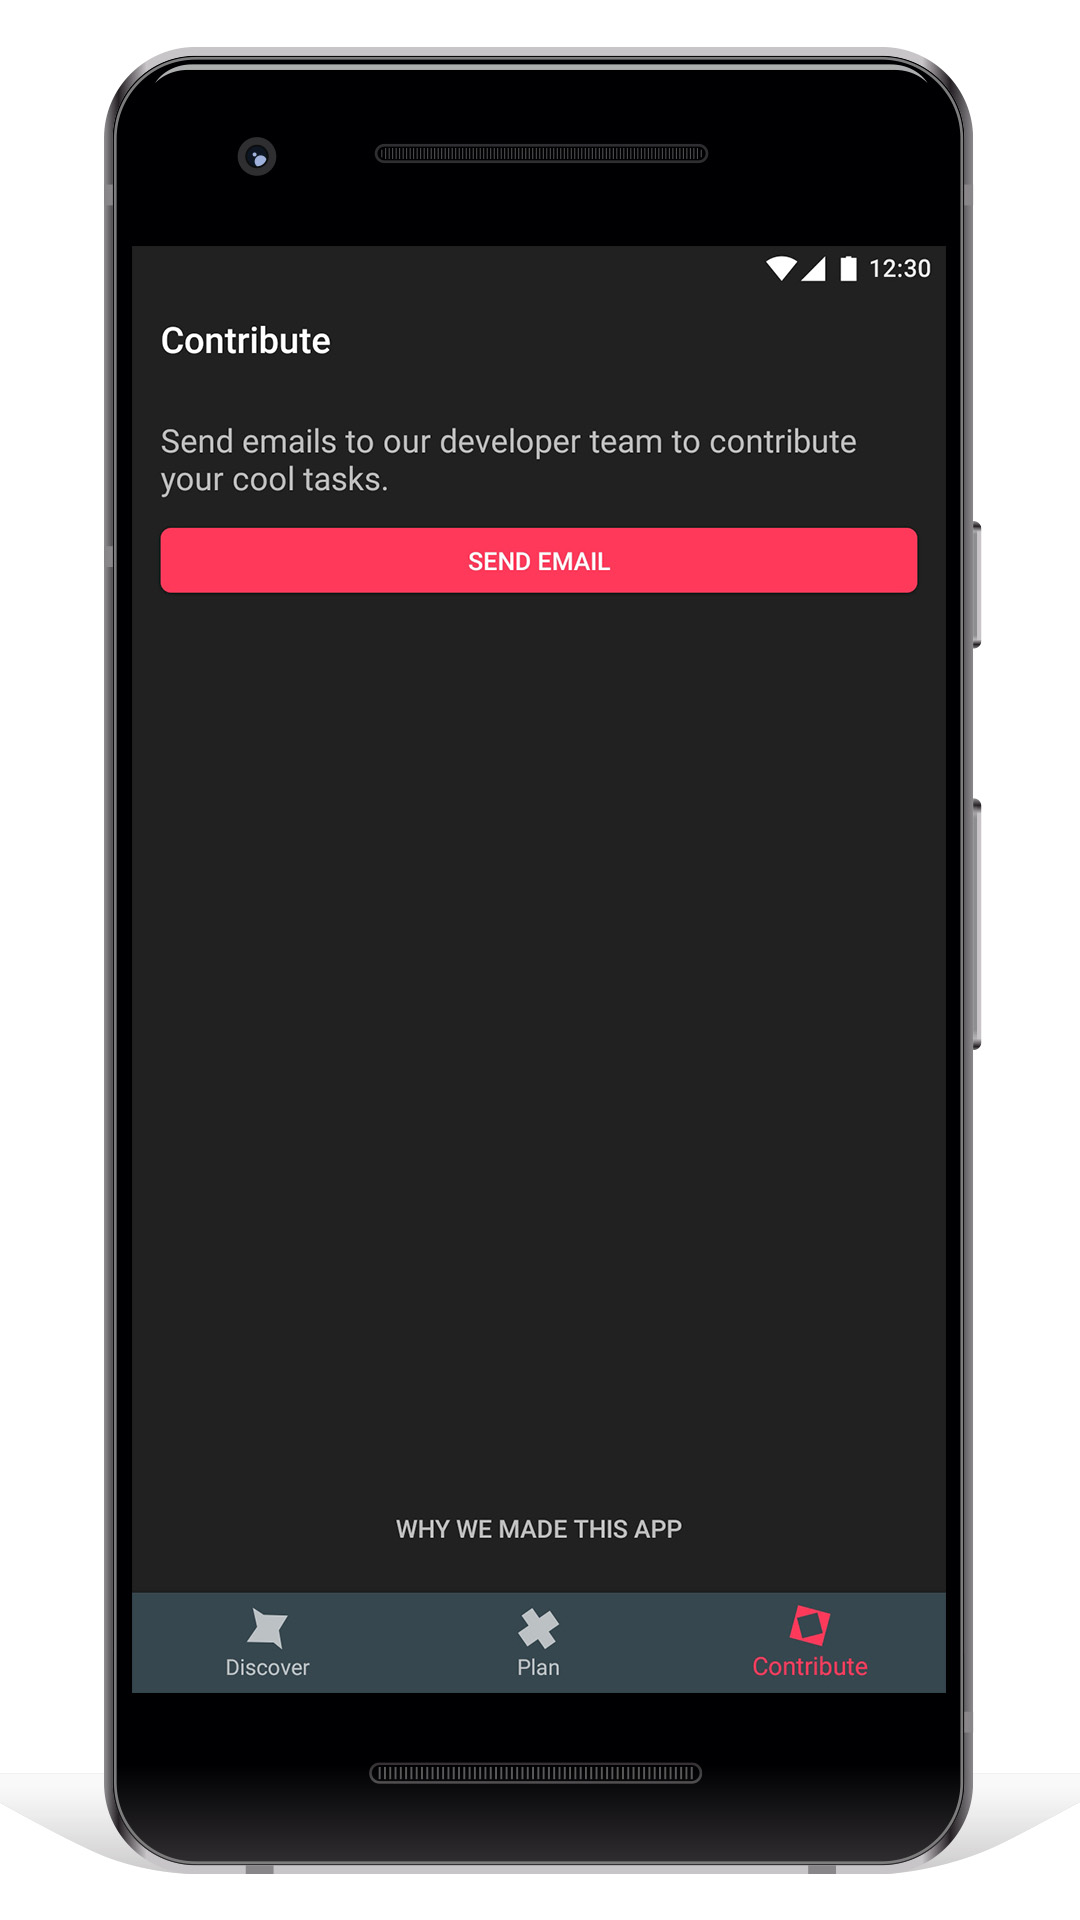 12:30
Contribute
Send emails to our developer team to contribute
your cool tasks.
SEND EMAIL
WHY WE MADE THIS APP
Discover
Plan
Contribute